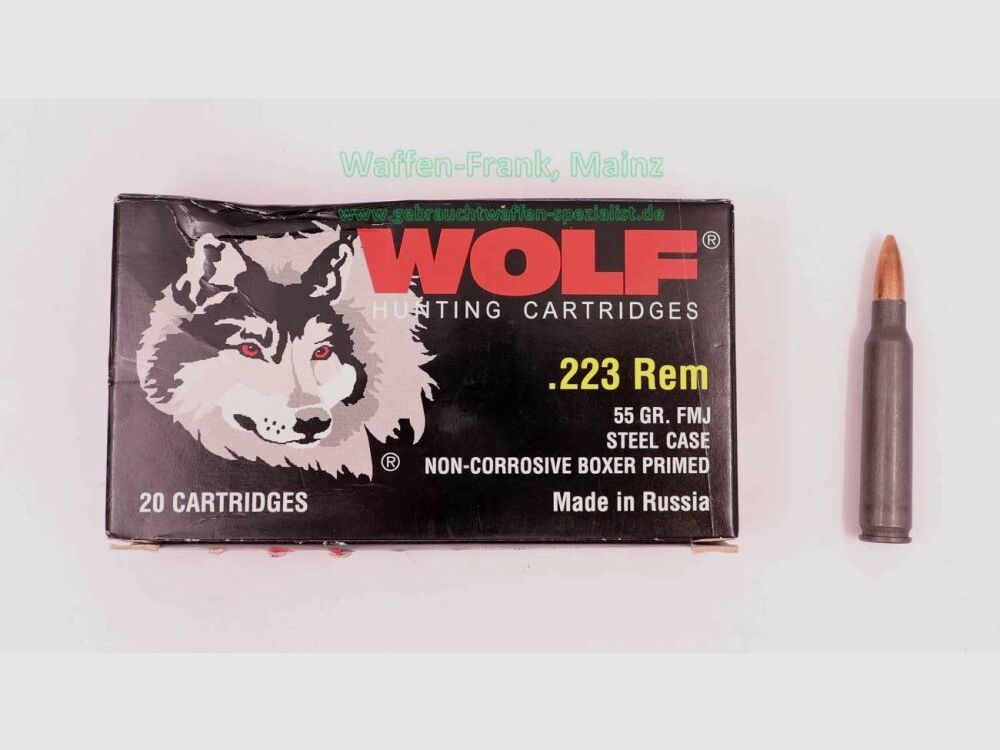 Waffen-Frank, Mainz
www.gebrauchtwaffen-spezialist.de
WOLF®
HUNTING CARTRIDGES
.223 Rem
55 GR. FMJ
STEEL CASE
®
NON-CORROSIVE BOXER PRIMED
20 CARTRIDGES
Made in Russia